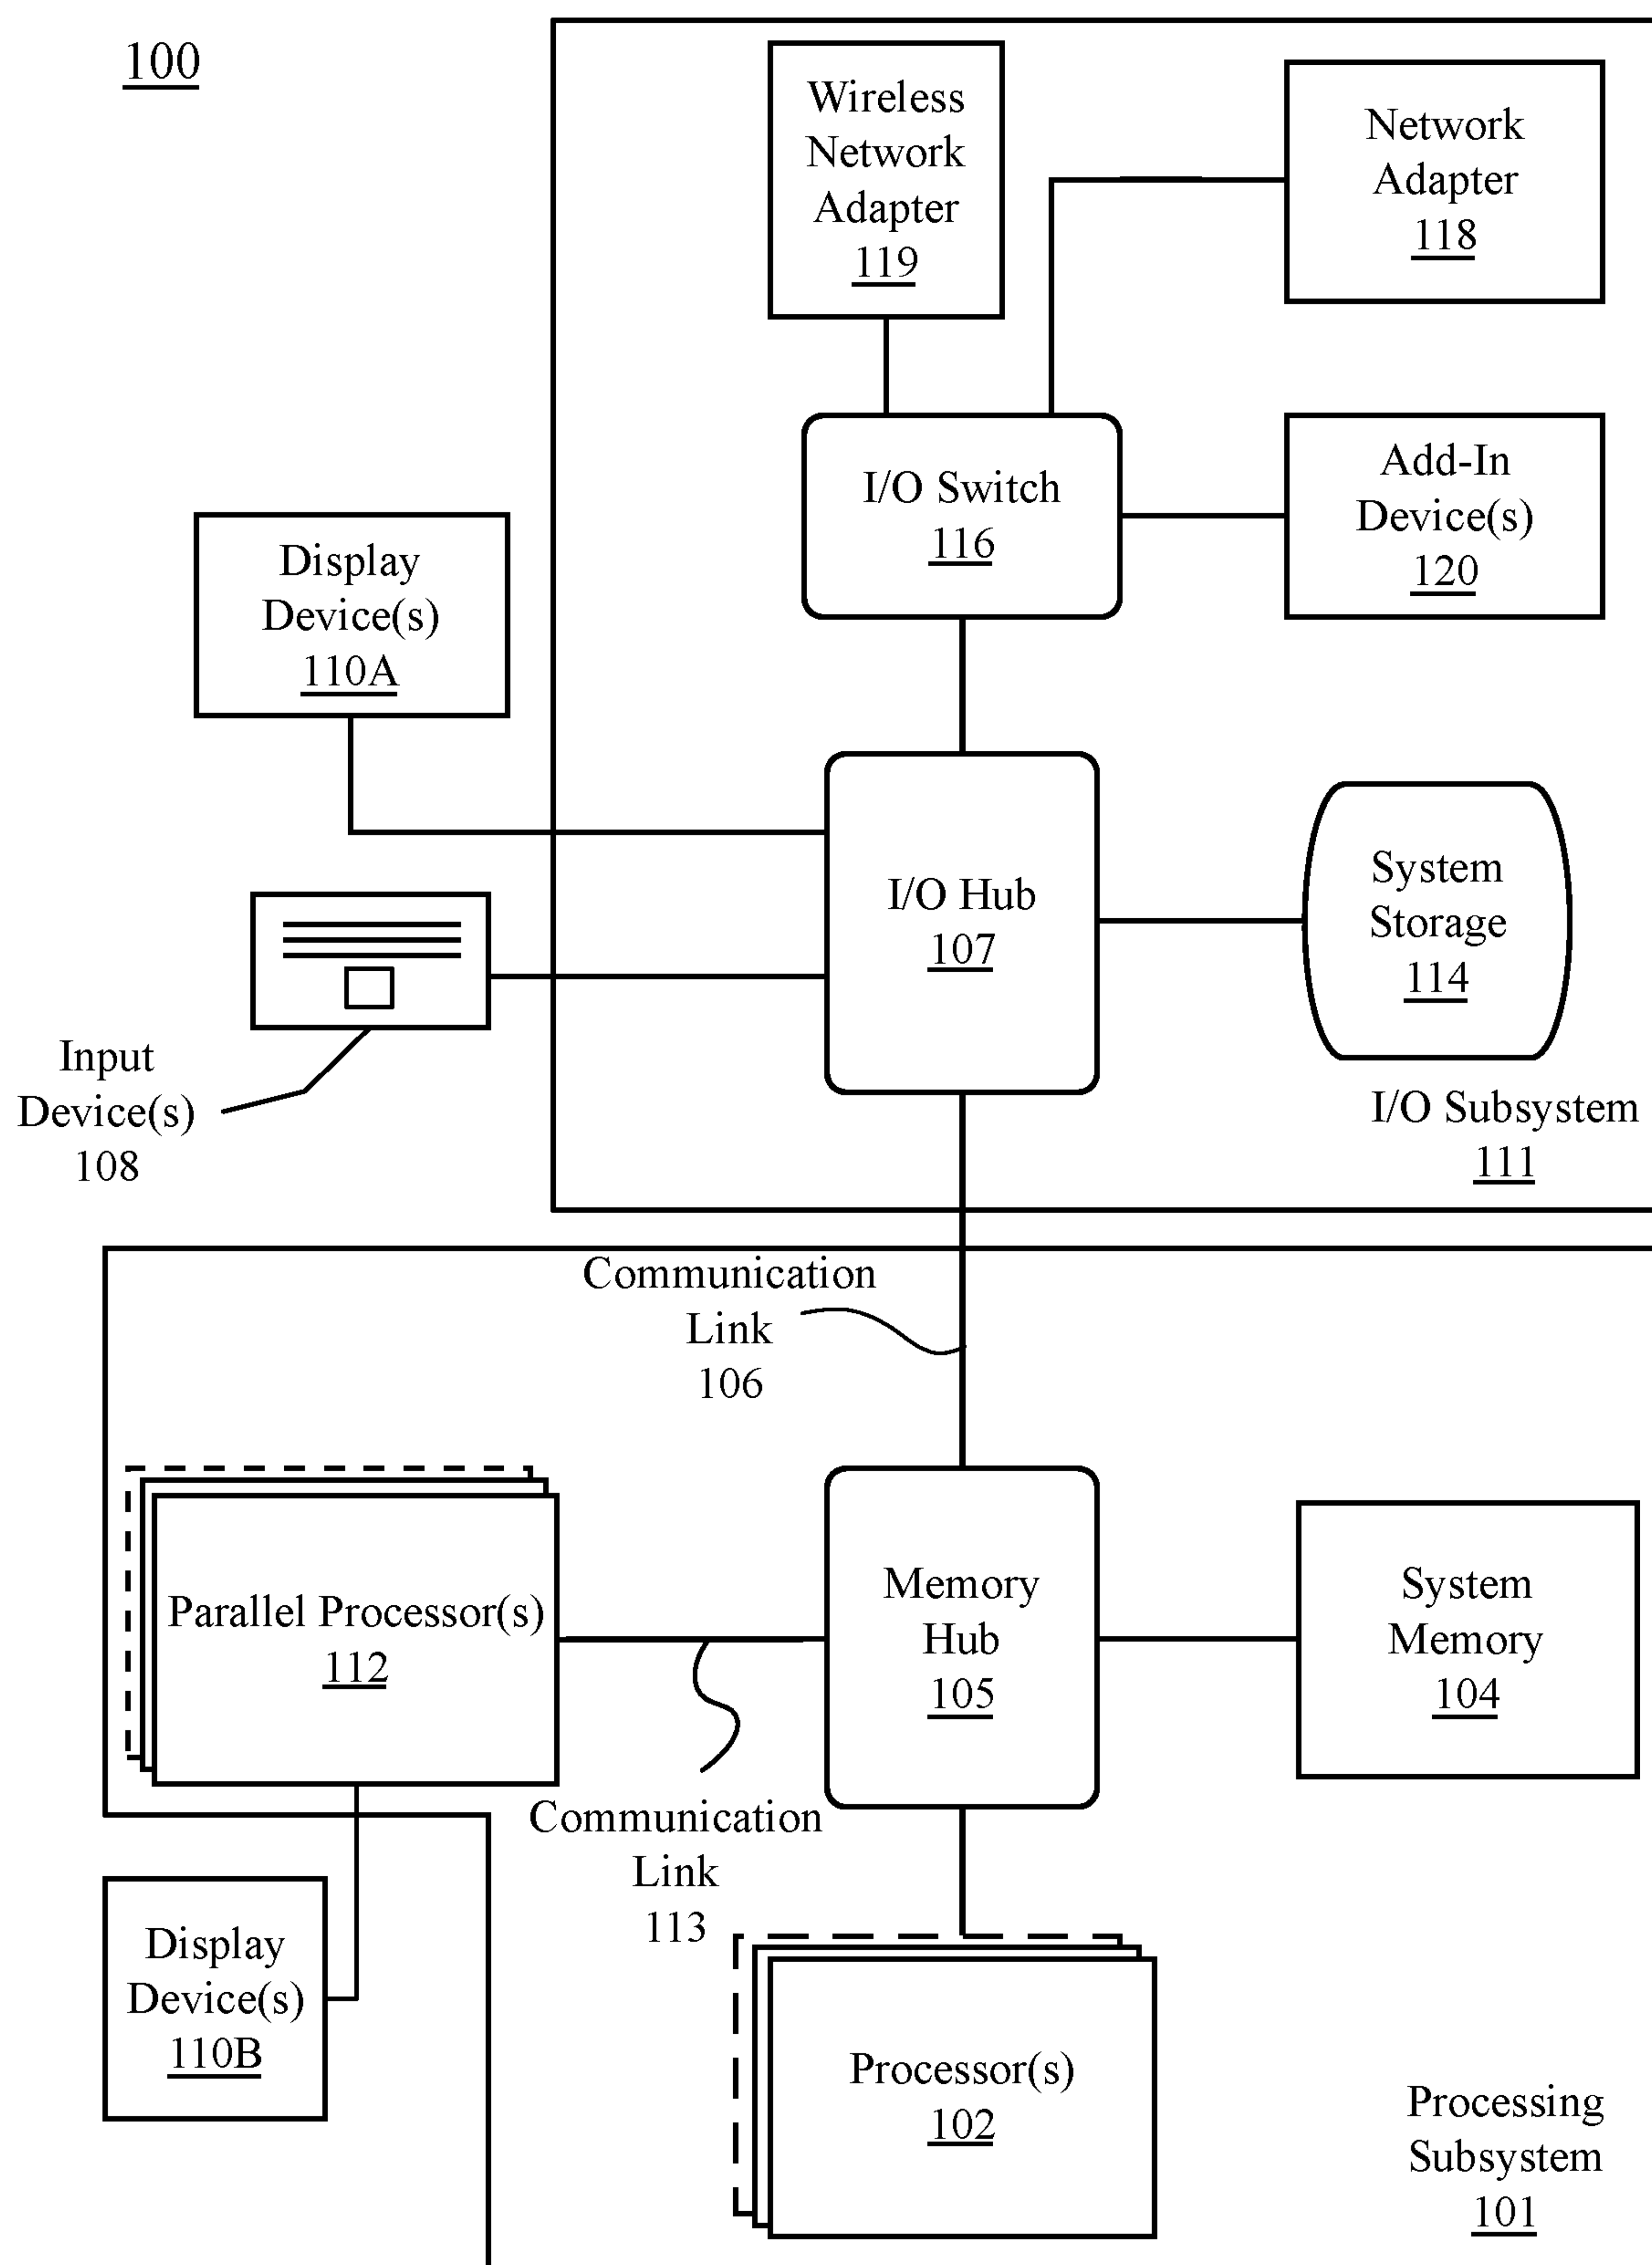 100
Wireless
Network
Adapter
119
Network
Adapter
118
I/O Switch
116
Add-In
Device(s)
120
Display
Device(s)
110A
I/O Hub
107
System
Storage
114
Input
Device(s)
108
I/O Subsystem
111
Communication
Link
106
Parallel Processor(s)
112
Memory
Hub
105
System
Memory
104
Communication
Link
113
Display
Device(s)
110B
Processor(s)
102
Processing
Subsystem
101